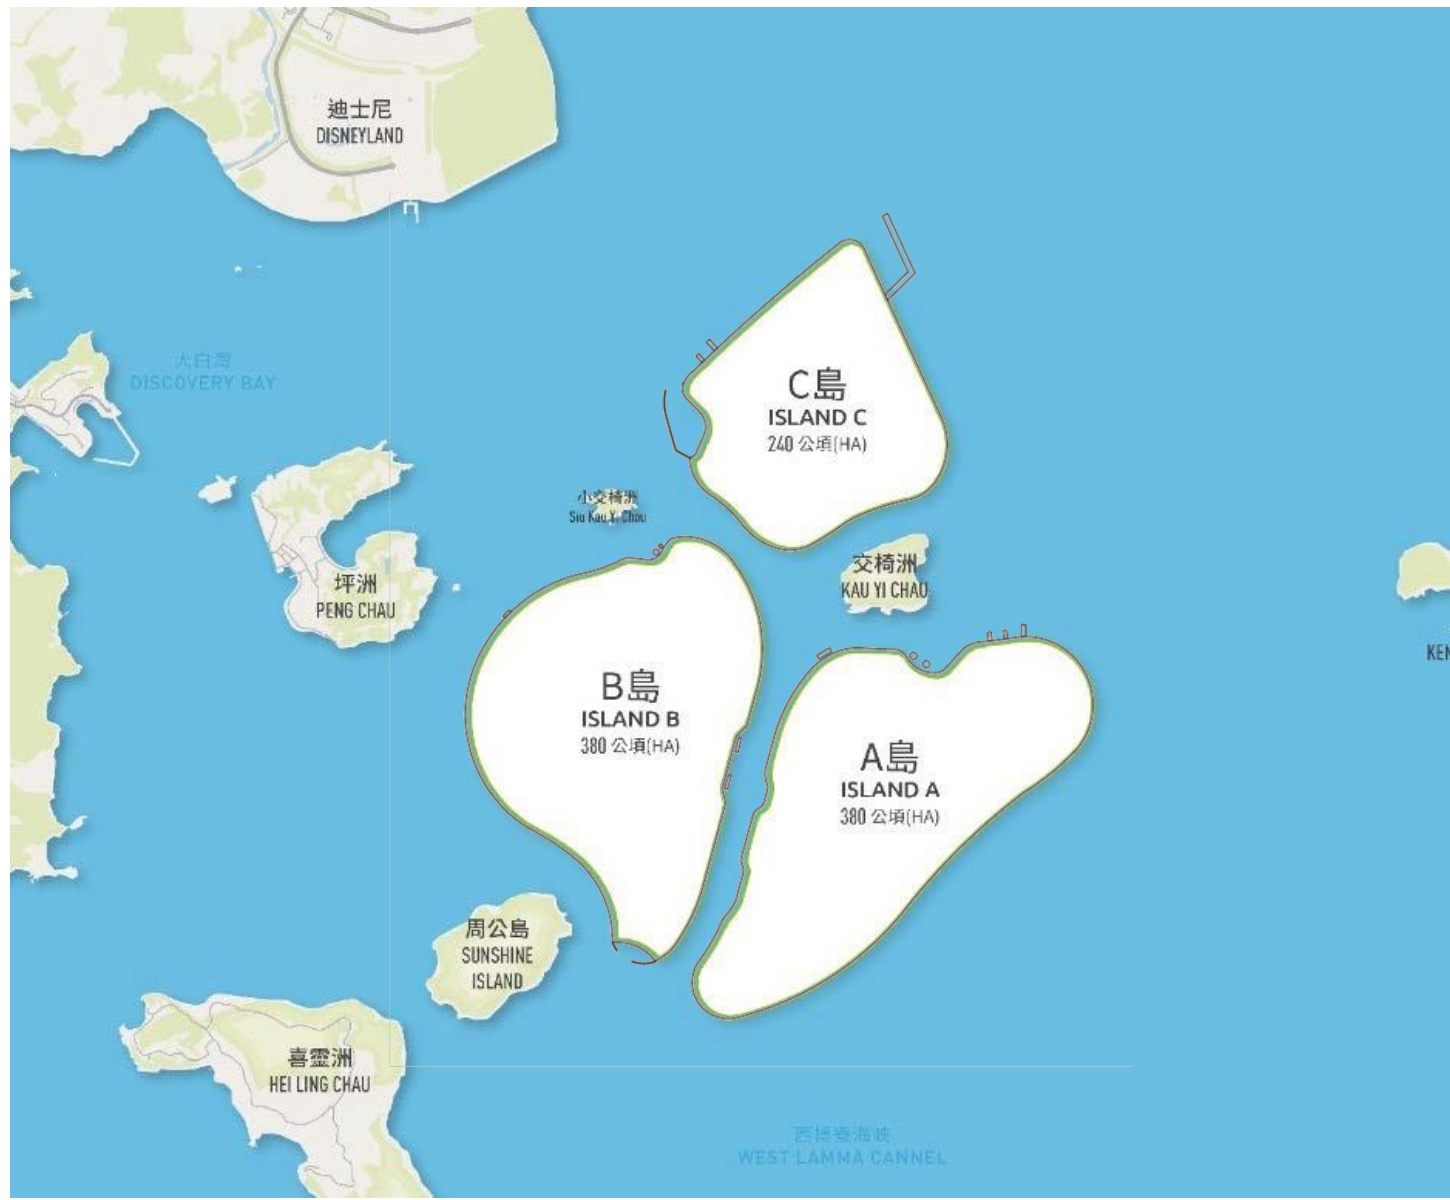 迪士尼
DISNEYLAND
大白灣
DISCOVERY BAY
C島
ISLAND C
240 公頃(HA)
小交椅洲
Siu Kau Yi Chau
交椅洲
KAU YI CHAU
坪洲
PENG CHAU
B島
ISLAND B
380 公頃(HA)
A島
ISLAND A
380 公頃(HA)
周公島
SUNSHINE
ISLAND
喜靈洲
HEI LING CHAU
西博寮海峽
WEST LAMMA CANNEL